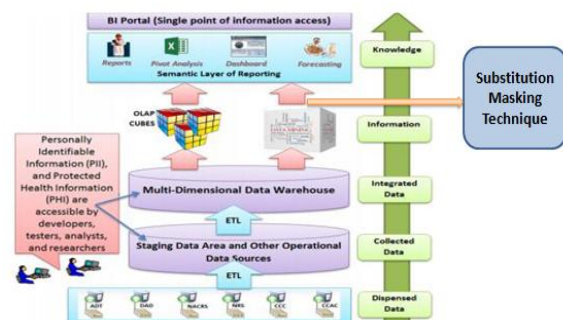 BI Portal (Single point of information access)
Reports
Pivot Analysis
Dashboard
Forecasting
Semantic Layer of Reporting
Knowledge
Substitution
Masking
Technique
OLAP
CUBES
DATA MINING
Information
Personally
Identifiable
Information (PII),
and Protected
Health Information
(PHI) are
accessible by
developers,
testers, analysts,
and researchers
Multi-Dimensional Data Warehouse
Integrated
Data
ETL
Staging Data Area and Other Operational
Data Sources
Collected
Data
ETL
ADT
DAD
NACRS
NRS
CCC
CCAC
Dispensed
Data